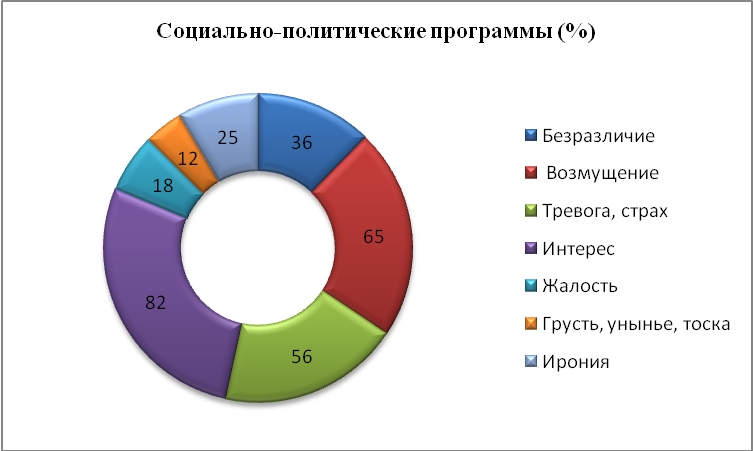 Социально-политические программы (%)
36
65
56
82
18
12
25
Безразличие
Возмущение
Тревога, страх
Интерес
Жалость
Грусть, унынье, тоска
Ирония